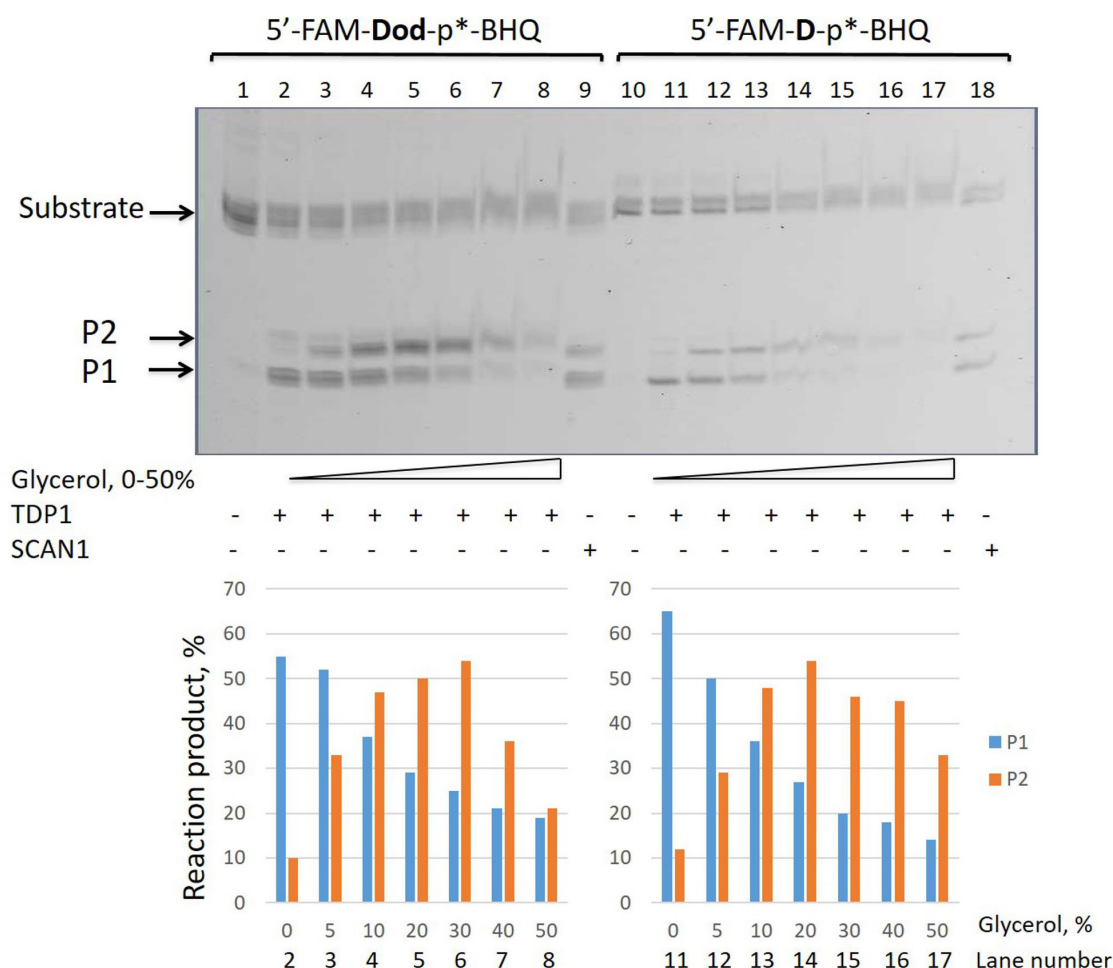 5’-FAM-Dod-p*-BHQ 5’-FAM-D-p*-BHQ
1 2 3 4 5 6 7 8 9 10 11 12 13 14 15 16 17 18
Substrate
P2
P1
Glycerol, 0-50%
TDP1 - + + + + + + + - - + + + + + + + -
SCAN1 - - - - - - - - + - - - - - - - - +
Reaction product, %
70
60
50
40
30
20
10
0
0 5 10 20 30 40 50
2 3 4 5 6 7 8
70
60
50
40
30
20
10
0
0 5 10 20 30 40 50 Glycerol, %
11 12 13 14 15 16 17 Lane number
P1
P2